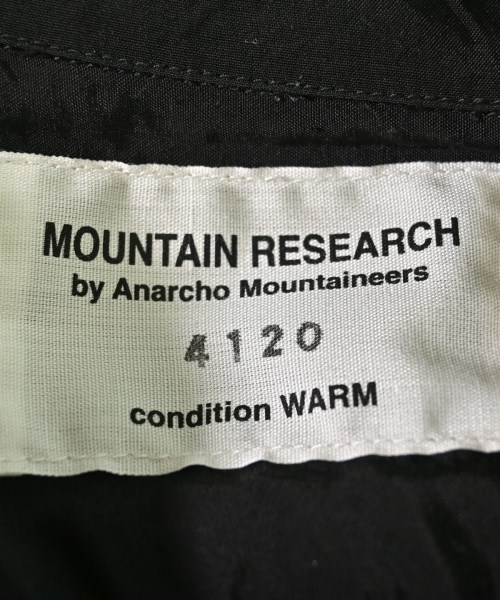 MOUNTAIN RESEARCH
by Anarcho Mountaineers
4120
condition WARM